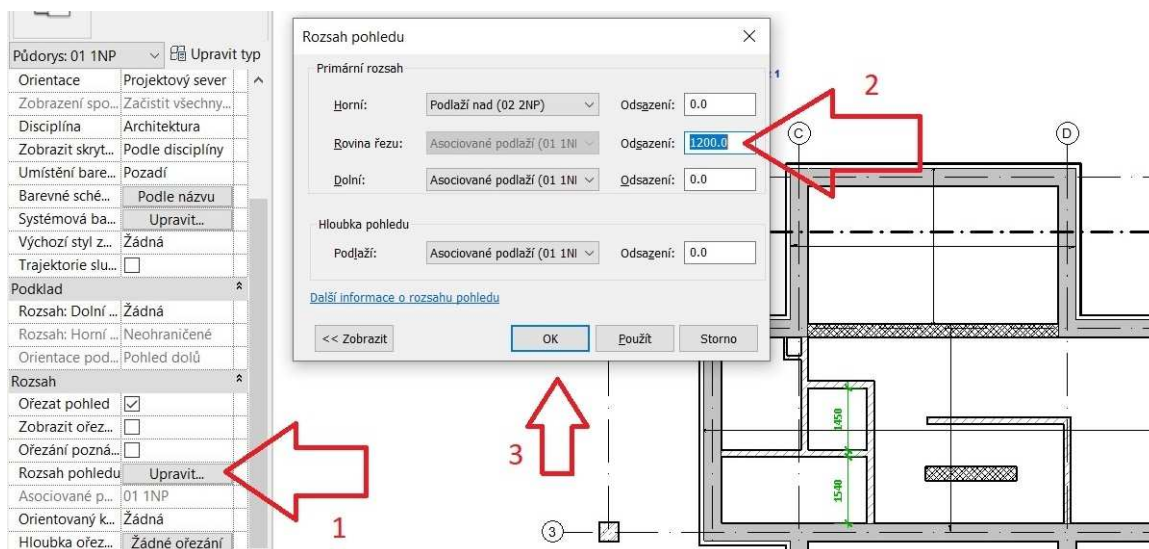 Půdorys: 01 1NP
Upravit typ
Orientace Projektový sever
Zobrazení spo... Začistit všechny...
Disciplína Architektura
Zobrazit skryt... Podle disciplíny
Umístění bare... Pozadí
Barevné sché... Podle názvu
Systémová ba... Upravit...
Výchozí styl z... Žádná
Trajektorie slu...
Podklad
Rozsah: Dolní ... Žádná
Rozsah: Horní ... Neohraničené
Orientace pod... Pohled dolů
Rozsah
Ořezat pohled
Zobrazit ořez...
Ořezání pozná...
Rozsah pohledu Upravit...
Asociované p... 01 1NP
Orientovaný k... Žádná
Hloubka ořez... Žádné ořezání
1
Rozsah pohledu
Primární rozsah
Horní: Podlaží nad (02 2NP) Odsazení: 0.0
Rovina řezu: Asociované podlaží (01 1NI Odsazení: 1200.0
Dolní: Asociované podlaží (01 1NI Odsazení: 0.0
Hloubka pohledu
Podlaží: Asociované podlaží (01 1NI Odsazení: 0.0
Další informace o rozsahu pohledu
<< Zobrazit OK Použít Storno
3
1
2
C
D
1450
1540
3